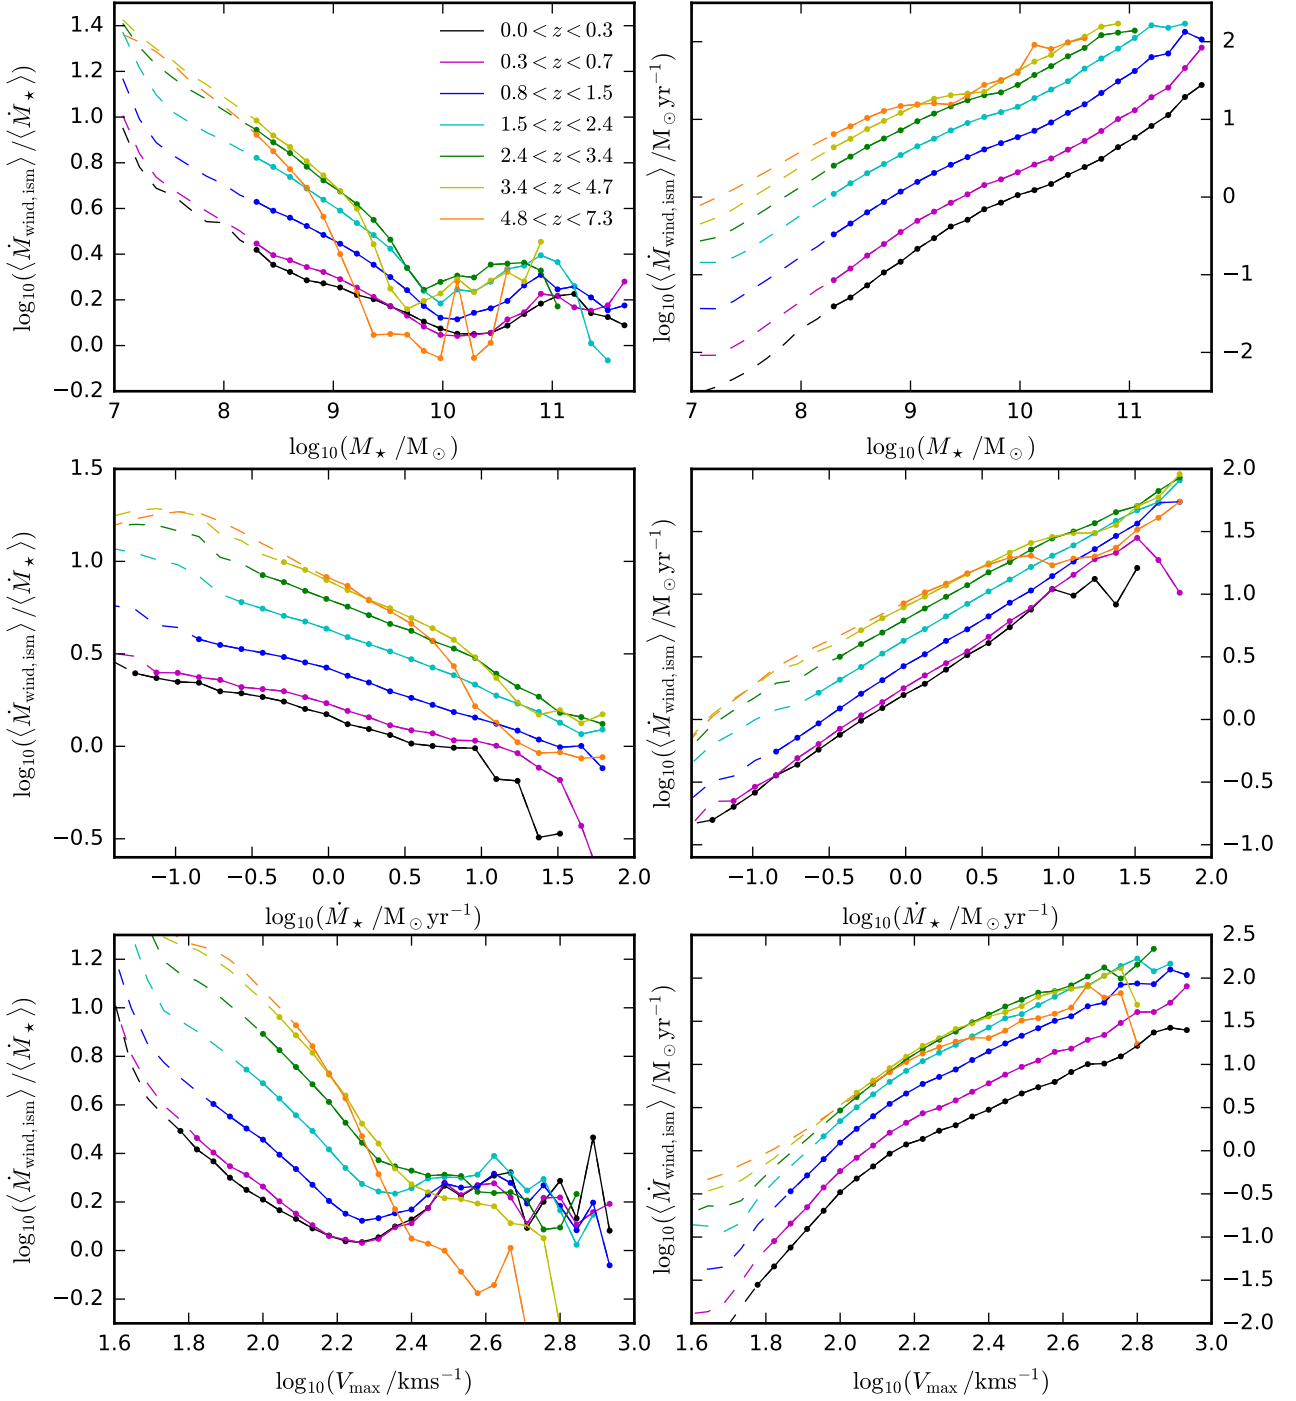 1.4
1.2
1.0
0.8
0.6
0.4
0.2
0.0
−0.2
7 8 9 10 11
log₁₀(M⋆/M⊙)
log₁₀(⟨Ṁwind,ism⟩/⟨Ṁ⋆⟩)
0.0 < z < 0.3
0.3 < z < 0.7
0.8 < z < 1.5
1.5 < z < 2.4
2.4 < z < 3.4
3.4 < z < 4.7
4.8 < z < 7.3
2
1
0
−1
−2
7 8 9 10 11
log₁₀(M⋆/M⊙)
log₁₀(⟨Ṁwind,ism⟩/M⊙yr⁻¹)
1.5
1.0
0.5
0.0
−0.5
−1.0 −0.5 0.0 0.5 1.0 1.5 2.0
log₁₀(Ṁ⋆/M⊙yr⁻¹)
log₁₀(⟨Ṁwind,ism⟩/⟨Ṁ⋆⟩)
2.0
1.5
1.0
0.5
0.0
−0.5
−1.0
−1.0 −0.5 0.0 0.5 1.0 1.5 2.0
log₁₀(Ṁ⋆/M⊙yr⁻¹)
log₁₀(⟨Ṁwind,ism⟩/M⊙yr⁻¹)
1.2
1.0
0.8
0.6
0.4
0.2
0.0
−0.2
1.6 1.8 2.0 2.2 2.4 2.6 2.8 3.0
log₁₀(Vmax/kms⁻¹)
log₁₀(⟨Ṁwind,ism⟩/⟨Ṁ⋆⟩)
2.5
2.0
1.5
1.0
0.5
0.0
−0.5
−1.0
−1.5
−2.0
1.6 1.8 2.0 2.2 2.4 2.6 2.8 3.0
log₁₀(Vmax/kms⁻¹)
log₁₀(⟨Ṁwind,ism⟩/M⊙yr⁻¹)